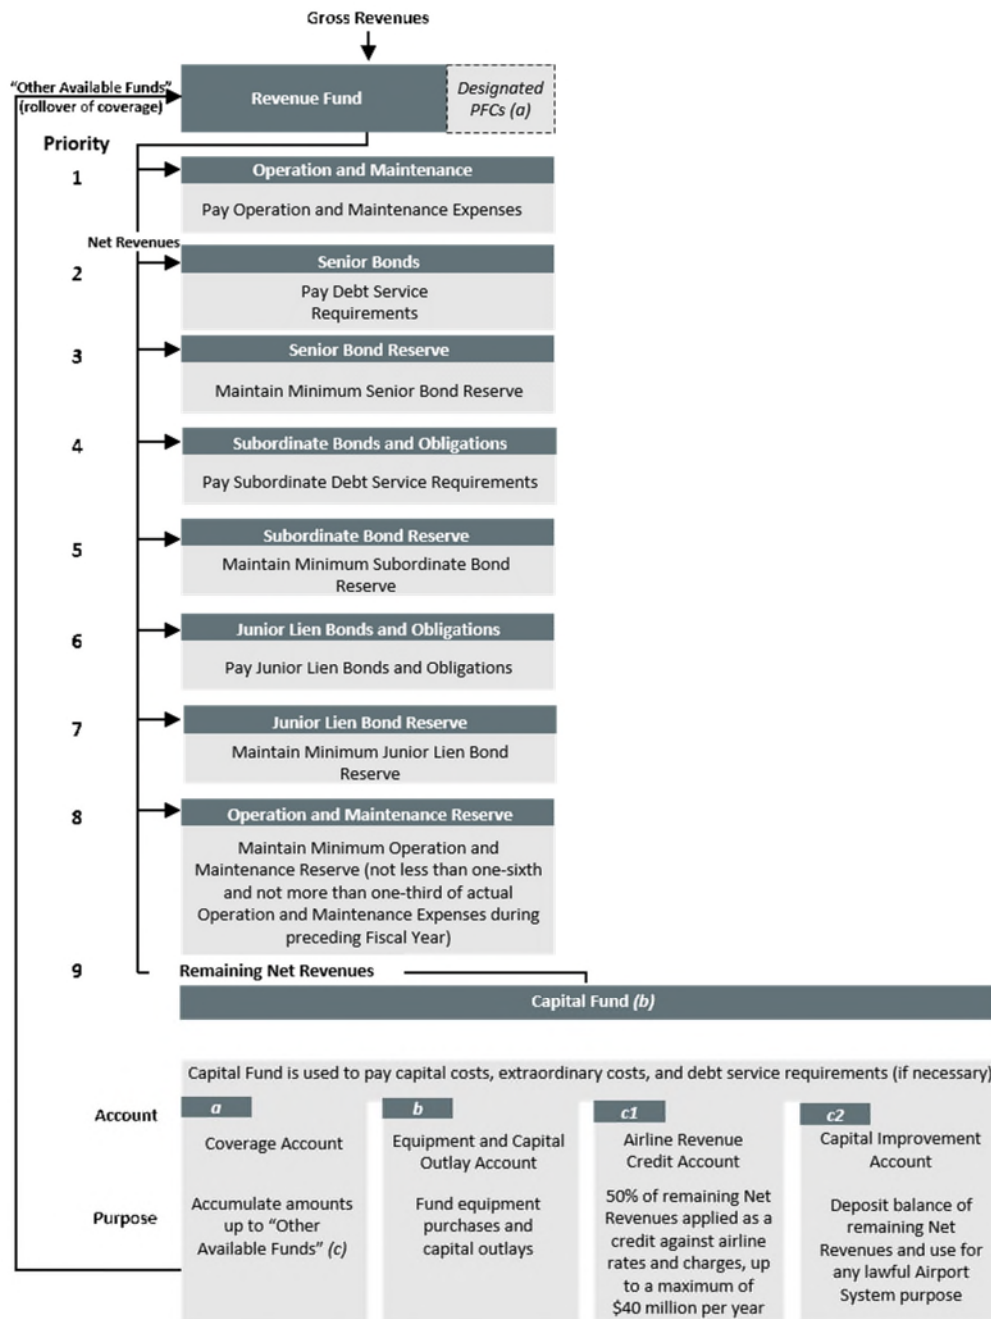 Gross Revenues
"Other Available Funds"
(rollover of coverage)
Revenue Fund
Designated
PFCs (a)
Priority
1
Operation and Maintenance
Pay Operation and Maintenance Expenses
Net Revenues
2
Senior Bonds
Pay Debt Service
Requirements
3
Senior Bond Reserve
Maintain Minimum Senior Bond Reserve
4
Subordinate Bonds and Obligations
Pay Subordinate Debt Service Requirements
5
Subordinate Bond Reserve
Maintain Minimum Subordinate Bond
Reserve
6
Junior Lien Bonds and Obligations
Pay Junior Lien Bonds and Obligations
7
Junior Lien Bond Reserve
Maintain Minimum Junior Lien Bond
Reserve
8
Operation and Maintenance Reserve
Maintain Minimum Operation and
Maintenance Reserve (not less than one-sixth
and not more than one-third of actual
Operation and Maintenance Expenses during
preceding Fiscal Year)
9
Remaining Net Revenues
Capital Fund (b)
Capital Fund is used to pay capital costs, extraordinary costs, and debt service requirements (if necessary)
Account
a
Coverage Account
b
Equipment and Capital
Outlay Account
c1
Airline Revenue
Credit Account
c2
Capital Improvement
Account
Purpose
Accumulate amounts
up to "Other
Available Funds" (c)
Fund equipment
purchases and
capital outlays
50% of remaining Net
Revenues applied as a
credit against airline
rates and charges, up
to a maximum of
$40 million per year
Deposit balance of
remaining Net
Revenues and use for
any lawful Airport
System purpose